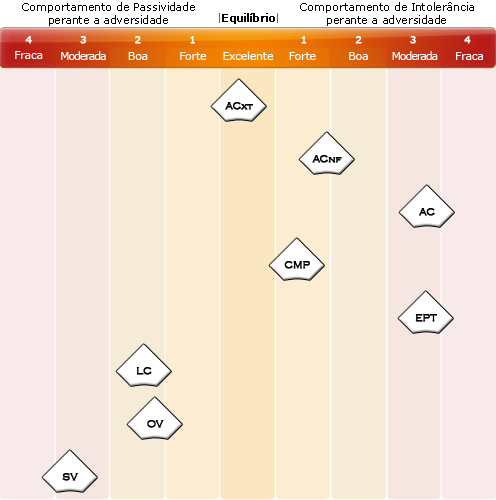 Comportamento de Passividade
perante a adversidade
|Equilíbrio|
Comportamento de Intolerância
perante a adversidade
4 3 2 1 1 2 3 4
Fraca Moderada Boa Forte Excelente Forte Boa Moderada Fraca
ACXT
ACNF
AC
CMP
EPT
LC
OV
SV